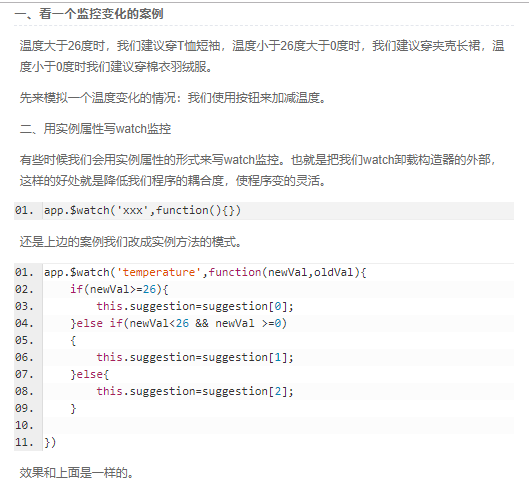 一、看一个监控变化的案例
温度大于26度时，我们建议穿T恤短袖，温度小于26度大于0度时，我们建议穿夹克长裙，温
度小于0度时我们建议穿棉衣羽绒服。
先来模拟一个温度变化的情况：我们使用按钮来加减温度。
二、用实例属性写watch监控
有些时候我们会用实例属性的形式来写watch监控。也就是把我们watch卸载构造器的外部，
这样的好处就是降低我们程序的耦合度，使程序变的灵活。
01. app.$watch('xxx',function(){})
还是上边的案例我们改成实例方法的模式。
01. app.$watch('temperature',function(newVal,oldVal){
02.     if(newVal>=26){
03.         this.suggestion=suggestion[0];
04.     }else if(newVal<26 && newVal >=0)
05.     {
06.         this.suggestion=suggestion[1];
07.     }else{
08.         this.suggestion=suggestion[2];
09.     }
10.
11. })
效果和上面是一样的。